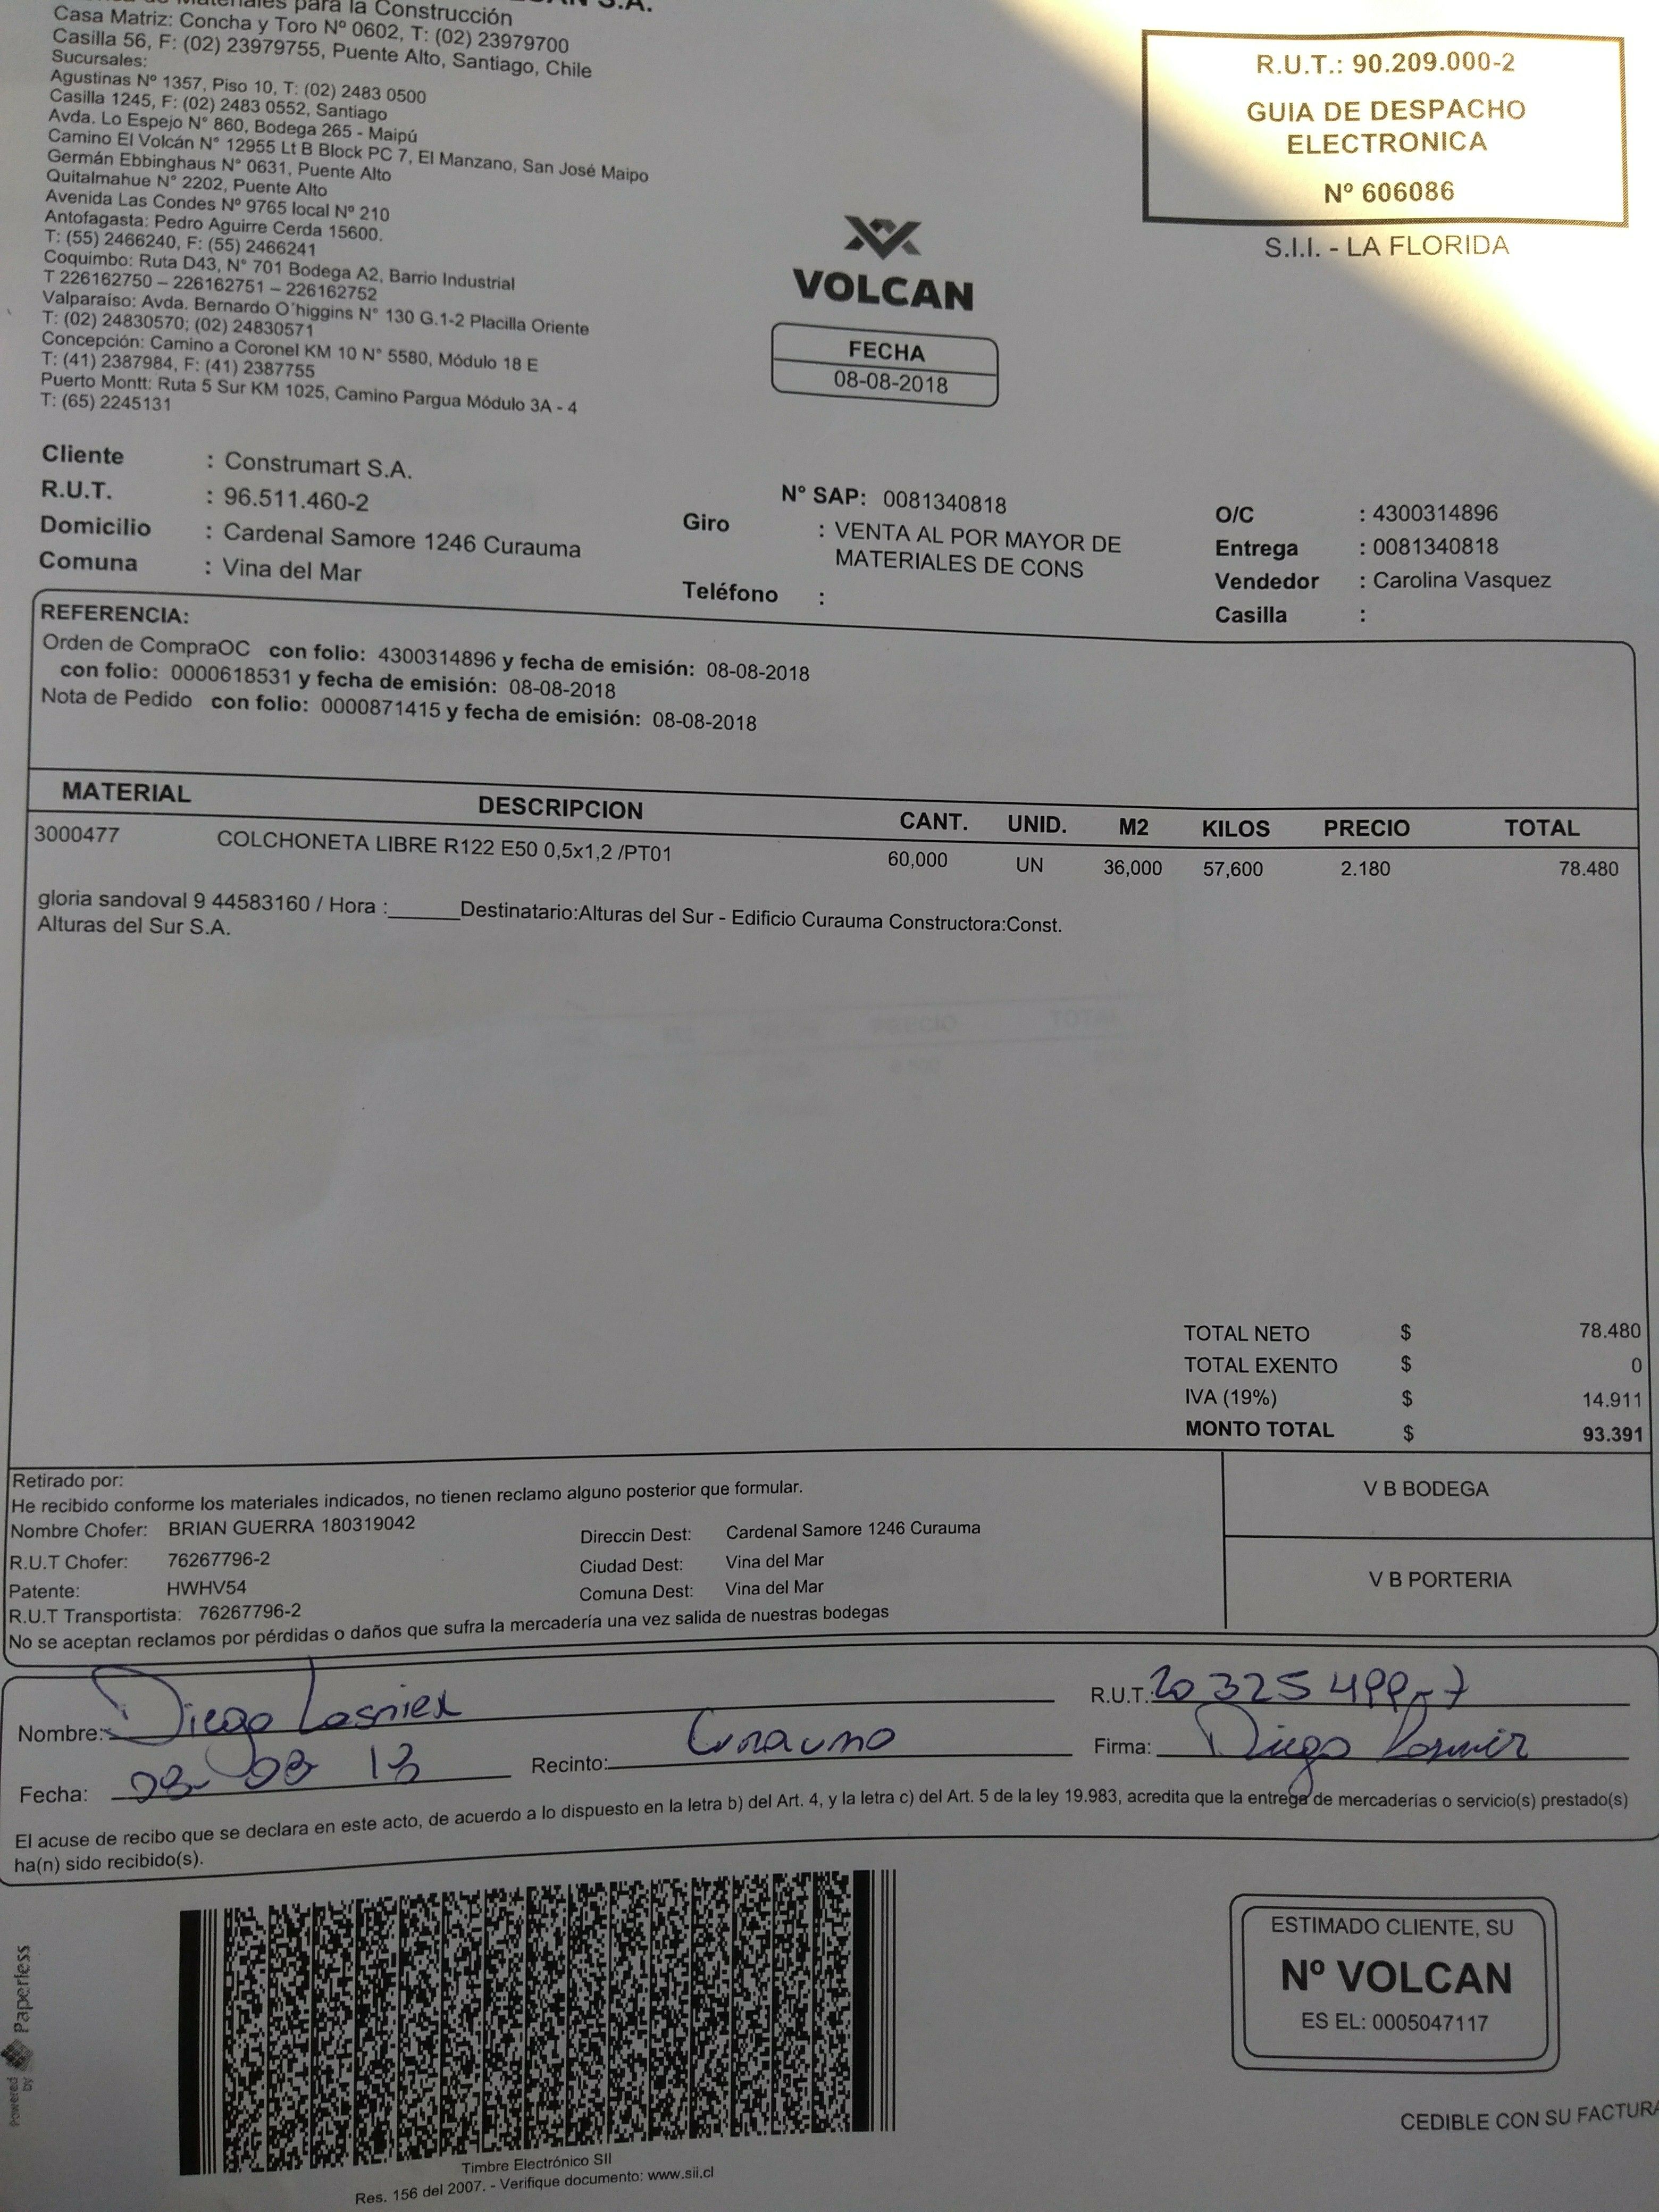 S.A.
Materiales para la Construcción
Casa Matriz: Concha y Toro Nº 0602, T: (02) 23979700
Casilla 56, F: (02) 23979755, Puente Alto, Santiago, Chile
Sucursales:
Agustinas Nº 1357, Piso 10, T: (02) 2483 0500
Casilla 1245, F: (02) 2483 0552, Santiago
Avda. Lo Espejo N° 860, Bodega 265 - Maipú
Camino El Volcán N° 12955 Lt B Block PC 7, El Manzano, San José Maipo
Germán Ebbinghaus N° 0631, Puente Alto
Quitalmahue N° 2202, Puente Alto
Avenida Las Condes Nº 9765 local Nº 210
Antofagasta: Pedro Aguirre Cerda 15600.
T: (55) 2466240, F: (55) 2466241
Coquimbo: Ruta D43, N° 701 Bodega A2, Barrio Industrial
T 226162750 – 226162751 – 226162752
Valparaíso: Avda. Bernardo O´higgins N° 130 G.1-2 Placilla Oriente
T: (02) 24830570; (02) 24830571
Concepción: Camino a Coronel KM 10 N° 5580, Módulo 18 E
T: (41) 2387984, F: (41) 2387755
Puerto Montt: Ruta 5 Sur KM 1025, Camino Pargua Módulo 3A - 4
T: (65) 2245131
VOLCAN
FECHA
08-08-2018
R.U.T.: 90.209.000-2
GUIA DE DESPACHO
ELECTRONICA
Nº 606086
S.I.I. - LA FLORIDA
Cliente : Construmart S.A.
R.U.T. : 96.511.460-2
Domicilio : Cardenal Samore 1246 Curauma
Comuna : Vina del Mar
N° SAP: 0081340818
Giro : VENTA AL POR MAYOR DE
MATERIALES DE CONS
Teléfono :
O/C : 4300314896
Entrega : 0081340818
Vendedor : Carolina Vasquez
Casilla :
REFERENCIA:
Orden de CompraOC con folio: 4300314896 y fecha de emisión: 08-08-2018
con folio: 0000618531 y fecha de emisión: 08-08-2018
Nota de Pedido con folio: 0000871415 y fecha de emisión: 08-08-2018
MATERIAL DESCRIPCION CANT. UNID. M2 KILOS PRECIO TOTAL
3000477 COLCHONETA LIBRE R122 E50 0,5x1,2 /PT01 60,000 UN 36,000 57,600 2.180 78.480
gloria sandoval 9 44583160 / Hora :______Destinatario:Alturas del Sur - Edificio Curauma Constructora:Const.
Alturas del Sur S.A.
TOTAL NETO $ 78.480
TOTAL EXENTO $ 0
IVA (19%) $ 14.911
MONTO TOTAL $ 93.391
Retirado por:
He recibido conforme los materiales indicados, no tienen reclamo alguno posterior que formular.
Nombre Chofer: BRIAN GUERRA 180319042
R.U.T Chofer: 76267796-2
Patente: HWHV54
R.U.T Transportista: 76267796-2
Direccin Dest: Cardenal Samore 1246 Curauma
Ciudad Dest: Vina del Mar
Comuna Dest: Vina del Mar
No se aceptan reclamos por pérdidas o daños que sufra la mercadería una vez salida de nuestras bodegas
V B BODEGA
V B PORTERIA
Nombre: Diego
R.U.T.: 20325499-7
Fecha: 08- 08 18
Recinto: Curauma
Firma: Diego
El acuse de recibo que se declara en este acto, de acuerdo a lo dispuesto en la letra b) del Art. 4, y la letra c) del Art. 5 de la ley 19.983, acredita que la entrega de mercaderías o servicio(s) prestado(s)
ha(n) sido recibido(s).
Powered by Paperless
Timbre Electrónico SII
Res. 156 del 2007. - Verifique documento: www.sii.cl
ESTIMADO CLIENTE, SU
Nº VOLCAN
ES EL: 0005047117
CEDIBLE CON SU FACTURA